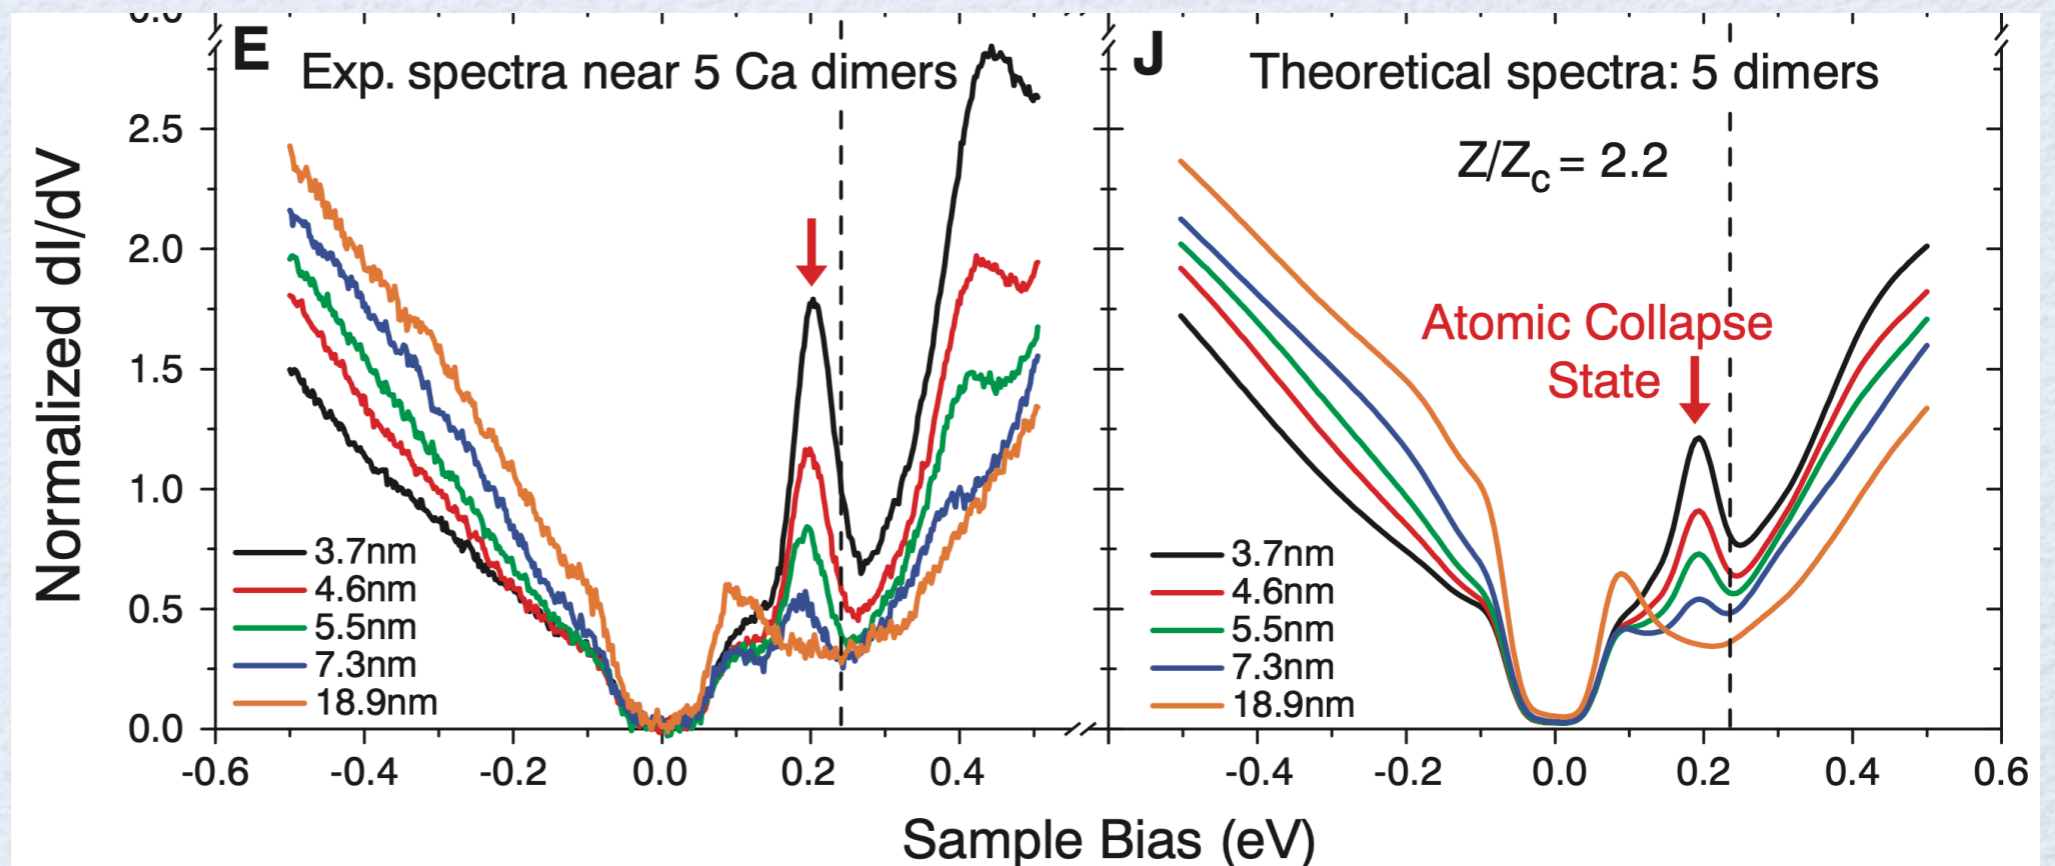 0.0
E
Exp. spectra near 5 Ca dimers
2.5
2.0
1.5
1.0
0.5
0.0
Normalized dI/dV
3.7nm
4.6nm
5.5nm
7.3nm
18.9nm
-0.6 -0.4 -0.2 0.0 0.2 0.4
J
Theoretical spectra: 5 dimers
Z/Zc = 2.2
Atomic Collapse
State
3.7nm
4.6nm
5.5nm
7.3nm
18.9nm
-0.4 -0.2 0.0 0.2 0.4 0.6
Sample Bias (eV)